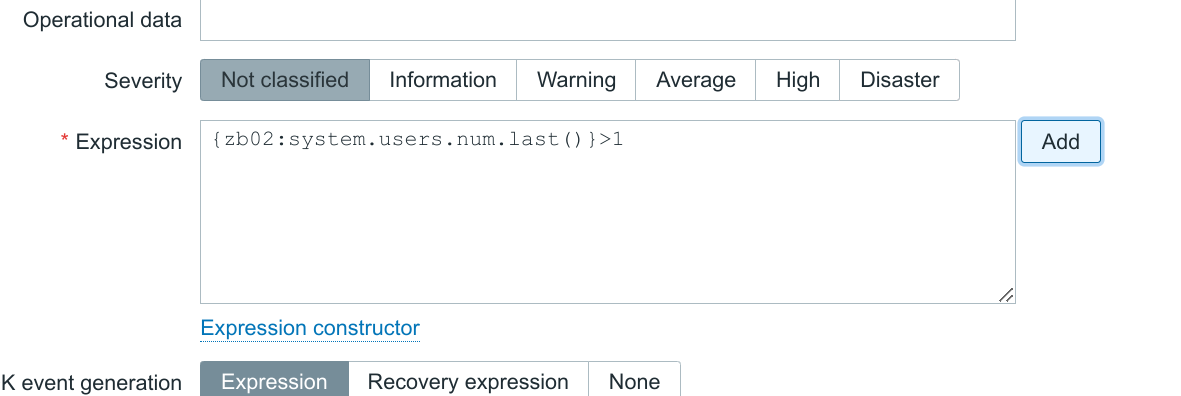 Operational data
Severity Not classified Information Warning Average High Disaster
* Expression {zb02:system.users.num.last()}>1 Add
Expression constructor
K event generation Expression Recovery expression None